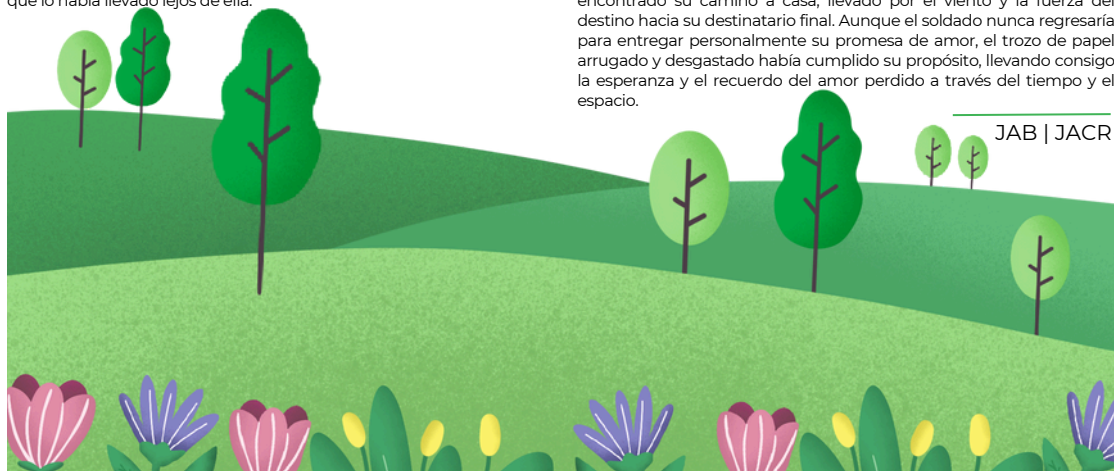 que lo había llevado lejos de ella.
encontrado su camino a casa, llevado por el viento y la fuerza del
destino hacia su destinatario final. Aunque el soldado nunca regresaría
para entregar personalmente su promesa de amor, el trozo de papel
arrugado y desgastado había cumplido su propósito, llevando consigo
la esperanza y el recuerdo del amor perdido a través del tiempo y el
espacio.
JAB | JACR